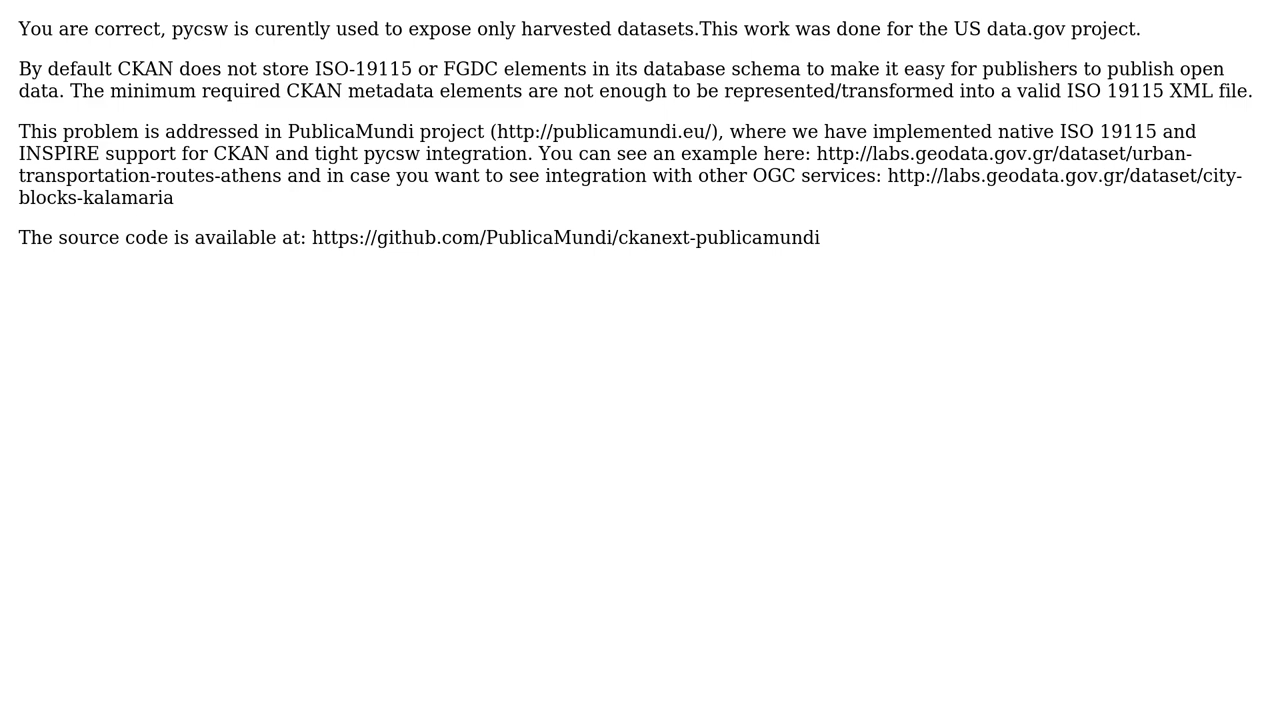 You are correct, pycsw is curently used to expose only harvested datasets.This work was done for the US data.gov project.
By default CKAN does not store ISO-19115 or FGDC elements in its database schema to make it easy for publishers to publish open
data. The minimum required CKAN metadata elements are not enough to be represented/transformed into a valid ISO 19115 XML file.
This problem is addressed in PublicaMundi project (http://publicamundi.eu/), where we have implemented native ISO 19115 and
INSPIRE support for CKAN and tight pycsw integration. You can see an example here: http://labs.geodata.gov.gr/dataset/urban-
transportation-routes-athens and in case you want to see integration with other OGC services: http://labs.geodata.gov.gr/dataset/city-
blocks-kalamaria
The source code is available at: https://github.com/PublicaMundi/ckanext-publicamundi